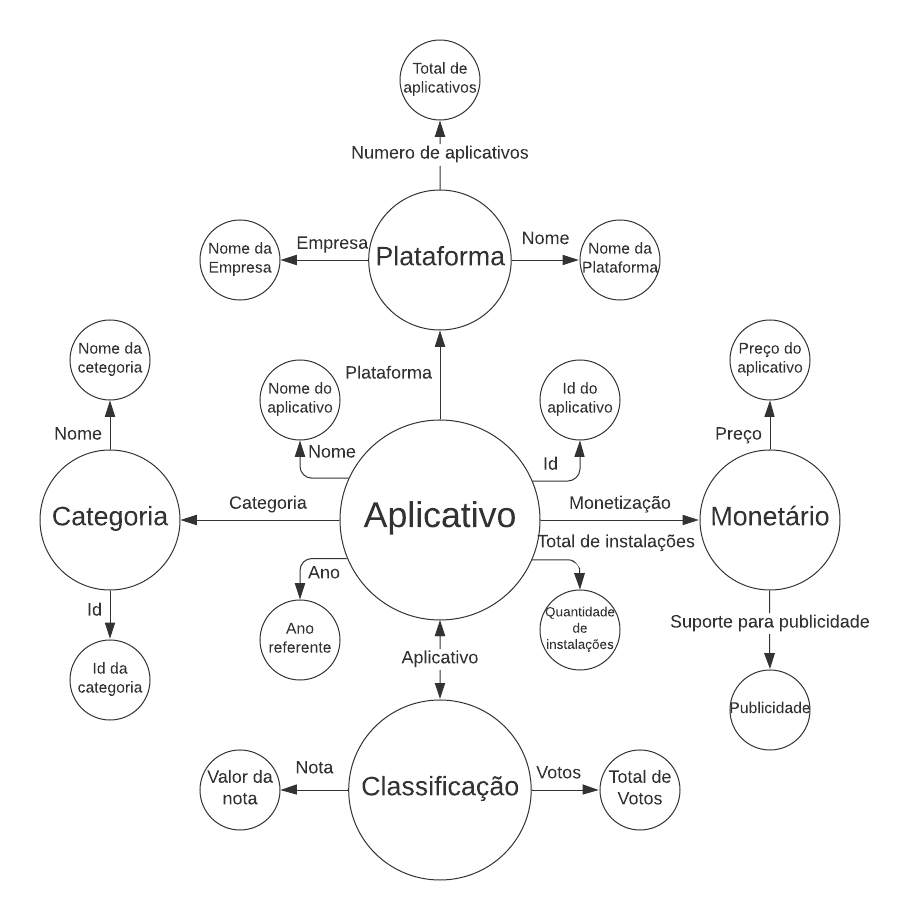 Total de
aplicativos
Numero de aplicativos
Empresa
Nome
Nome da
Empresa
Plataforma
Nome da
Plataforma
Nome da
cetegoria
Plataforma
Nome do
aplicativo
Id do
aplicativo
Preço do
aplicativo
Nome
Nome
Id
Preço
Categoria
Categoria
Aplicativo
Monetização
Monetário
Total de instalações
Ano
Id
Ano
referente
Quantidade
de
instalações
Suporte para publicidade
Aplicativo
Id da
categoria
Publicidade
Nota
Votos
Valor da
nota
Classificação
Total de
Votos